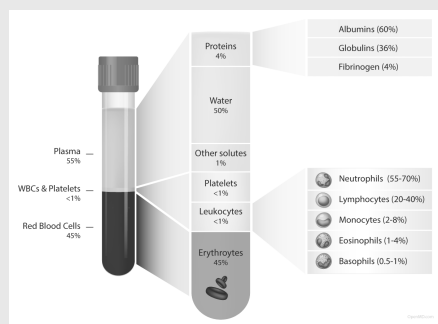 Albumins (60%)
Globulins (36%)
Fibrinogen (4%)
Proteins
4%
Water
50%
Other solutes
1%
Platelets
<1%
Leukocytes
<1%
Erythroytes
45%
Plasma
55%
WBCs & Platelets
<1%
Red Blood Cells
45%
Neutrophils (55-70%)
Lymphocytes (20-40%)
Monocytes (2-8%)
Eosinophils (1-4%)
Basophils (0.5-1%)